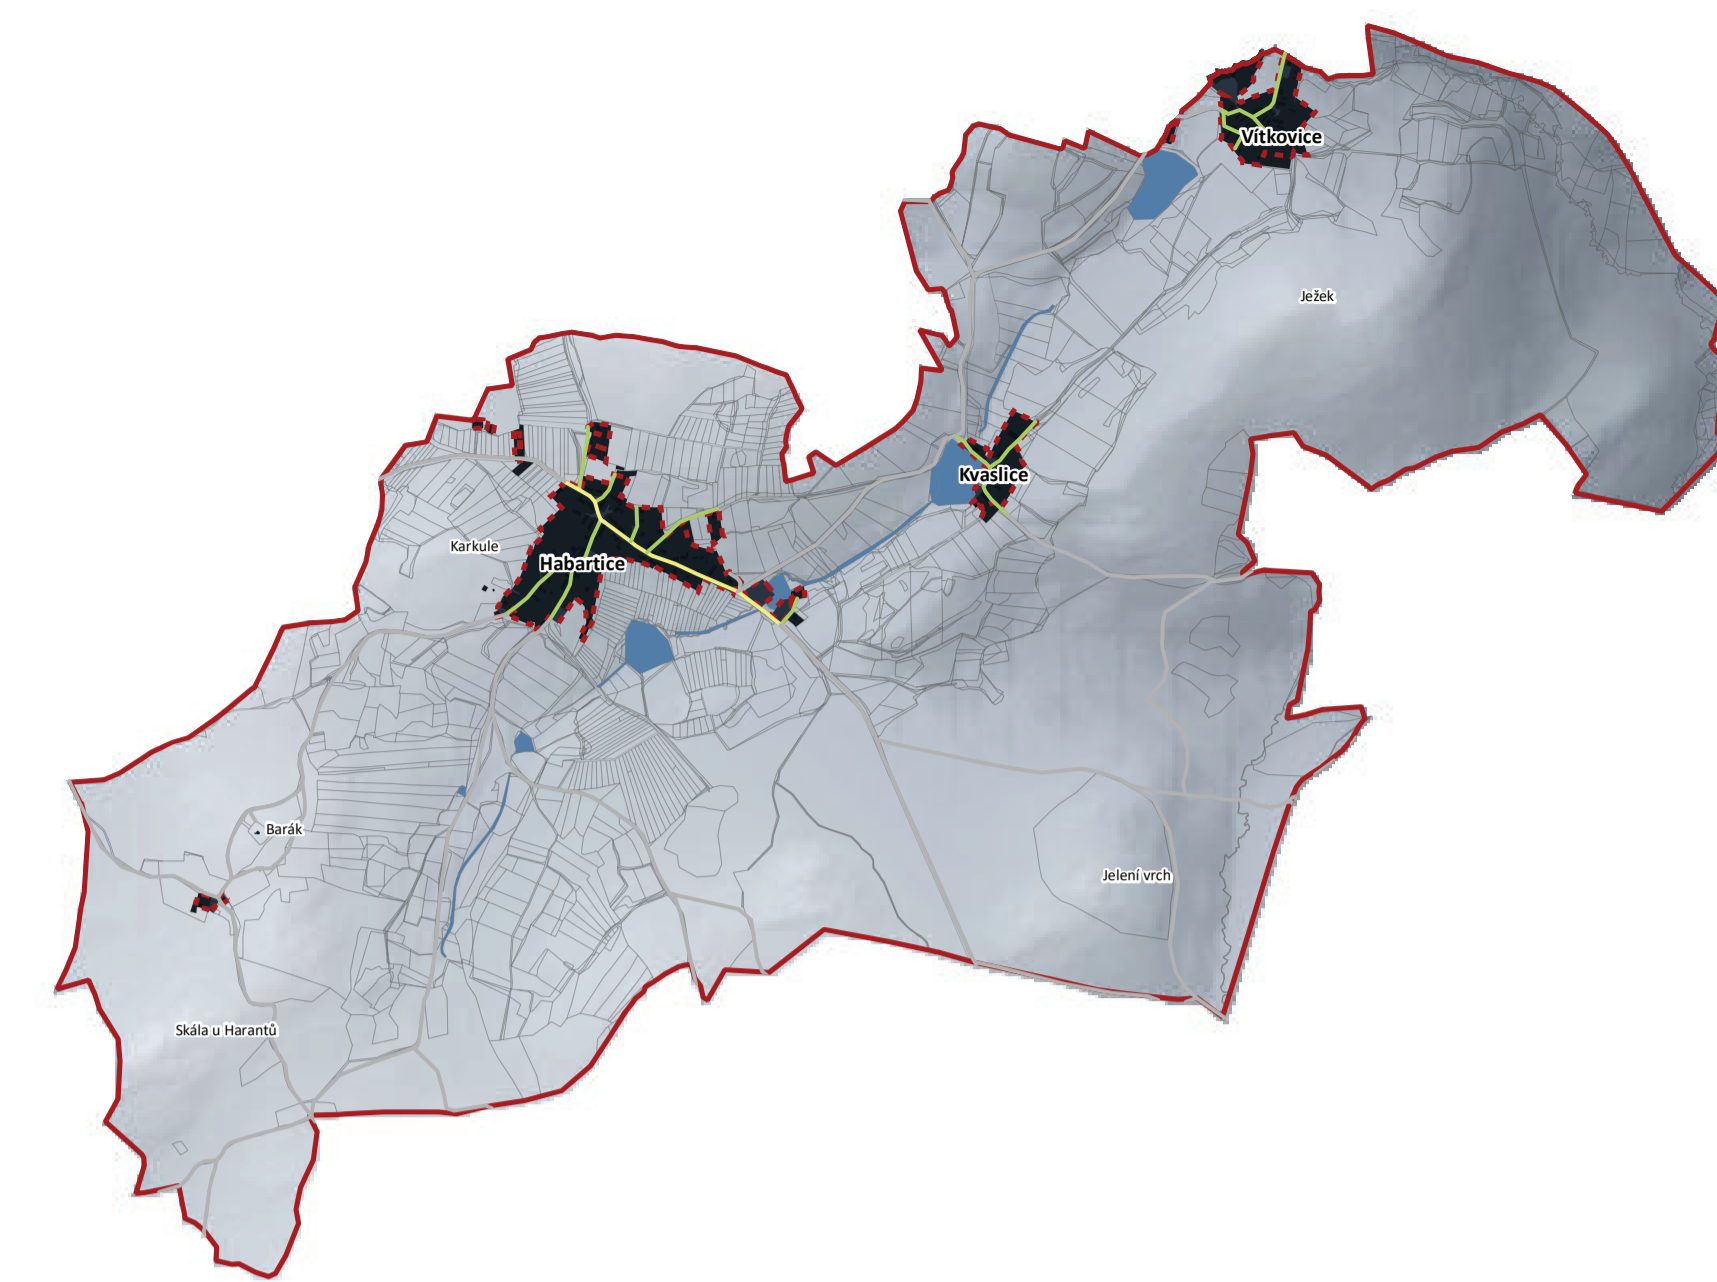 Vítkovice
Ježek
Kvaslice
Karkule
Habartice
Barák
Jelení vrch
Skála u Harantů